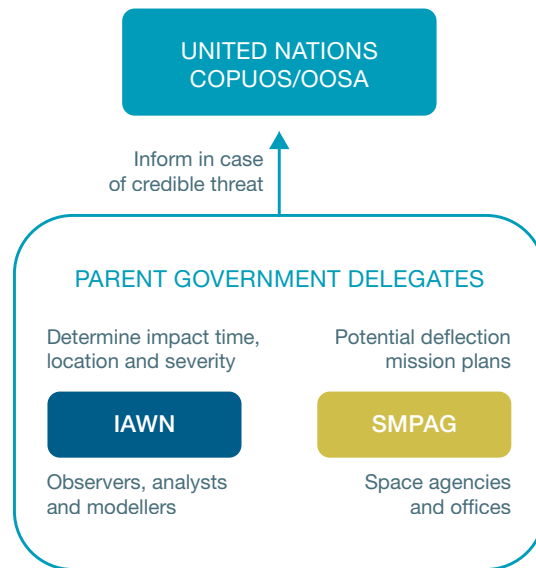 UNITED NATIONS
COPUOS/OOSA
Inform in case
of credible threat
PARENT GOVERNMENT DELEGATES
Determine impact time,
location and severity
IAWN
Observers, analysts
and modellers
Potential deflection
mission plans
SMPAG
Space agencies
and offices